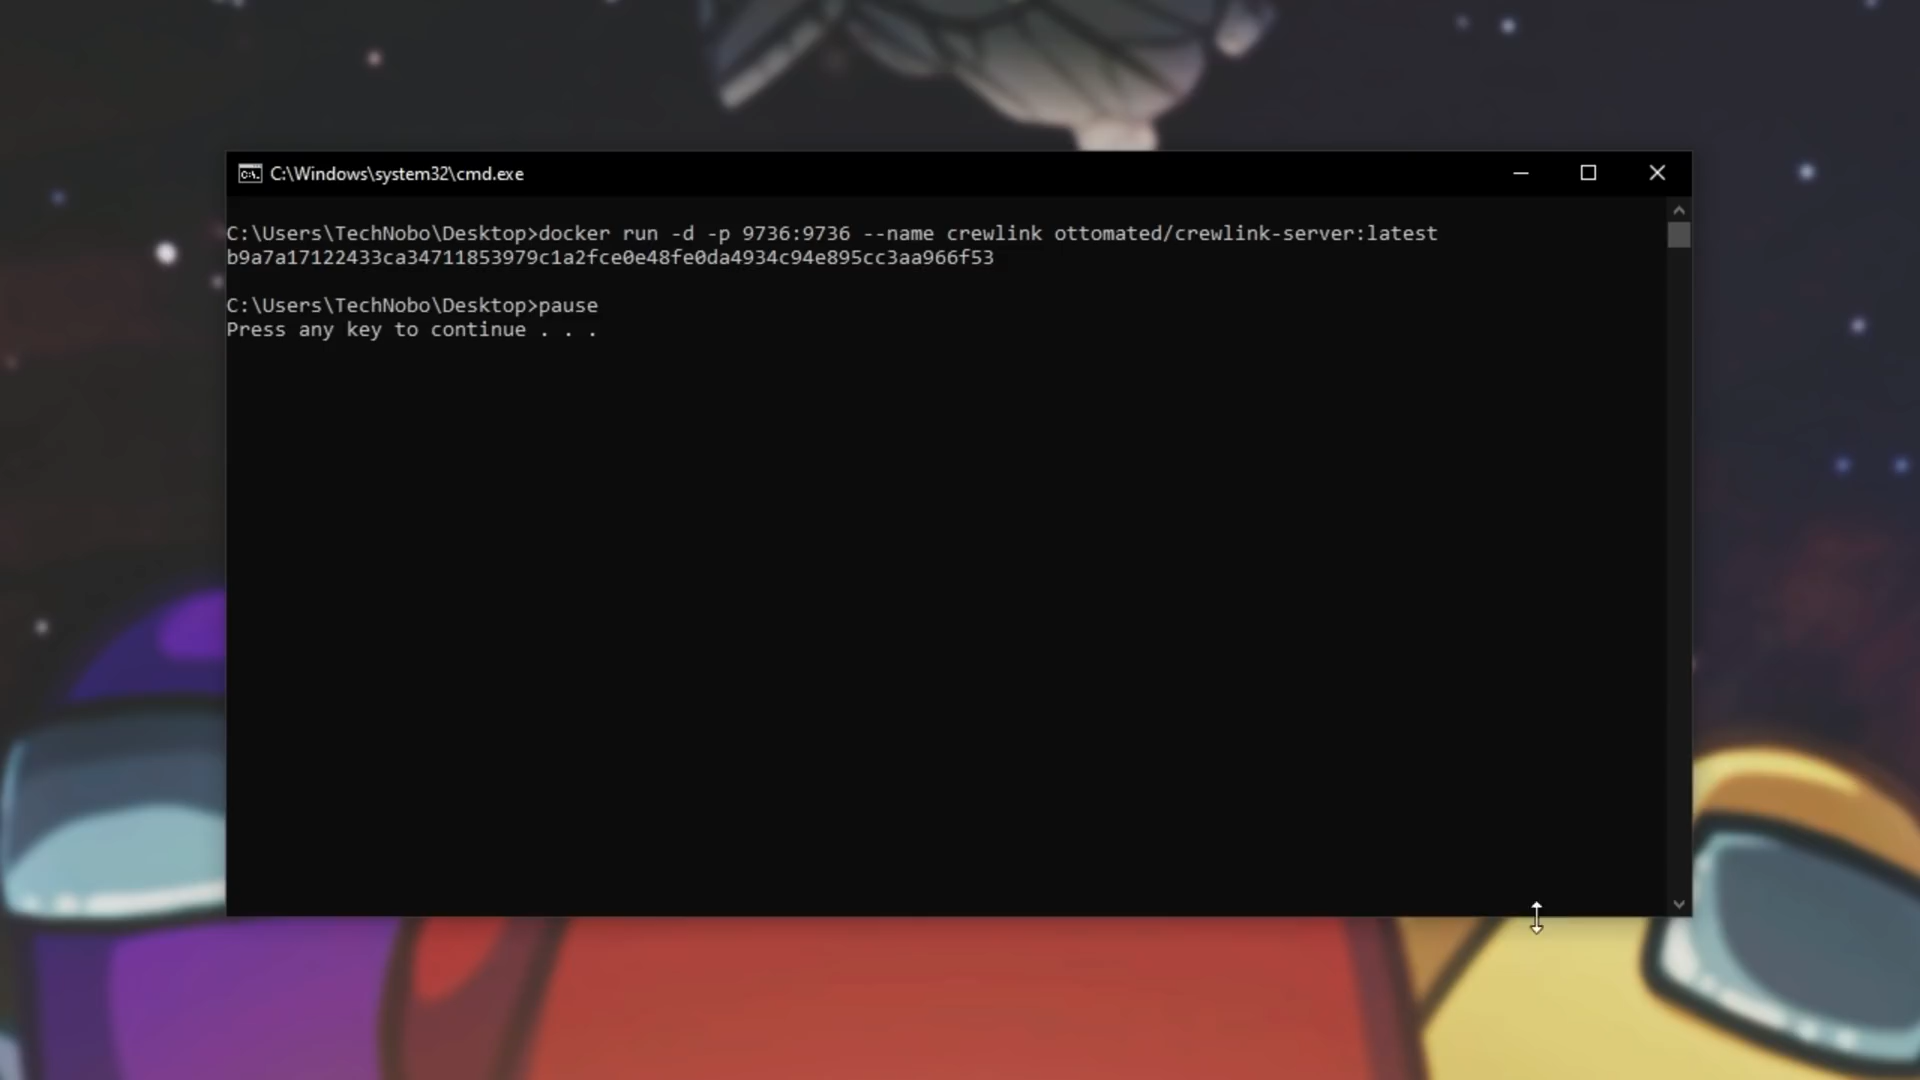 C:\Windows\system32\cmd.exe
C:\Users\TechNobo\Desktop>docker run -d -p 9736:9736 --name crewlink ottomated/crewlink-server:latest
b9a7a17122433ca34711853979c1a2fce0e48fe0da4934c94e895cc3aa966f53
C:\Users\TechNobo\Desktop>pause
Press any key to continue . . .